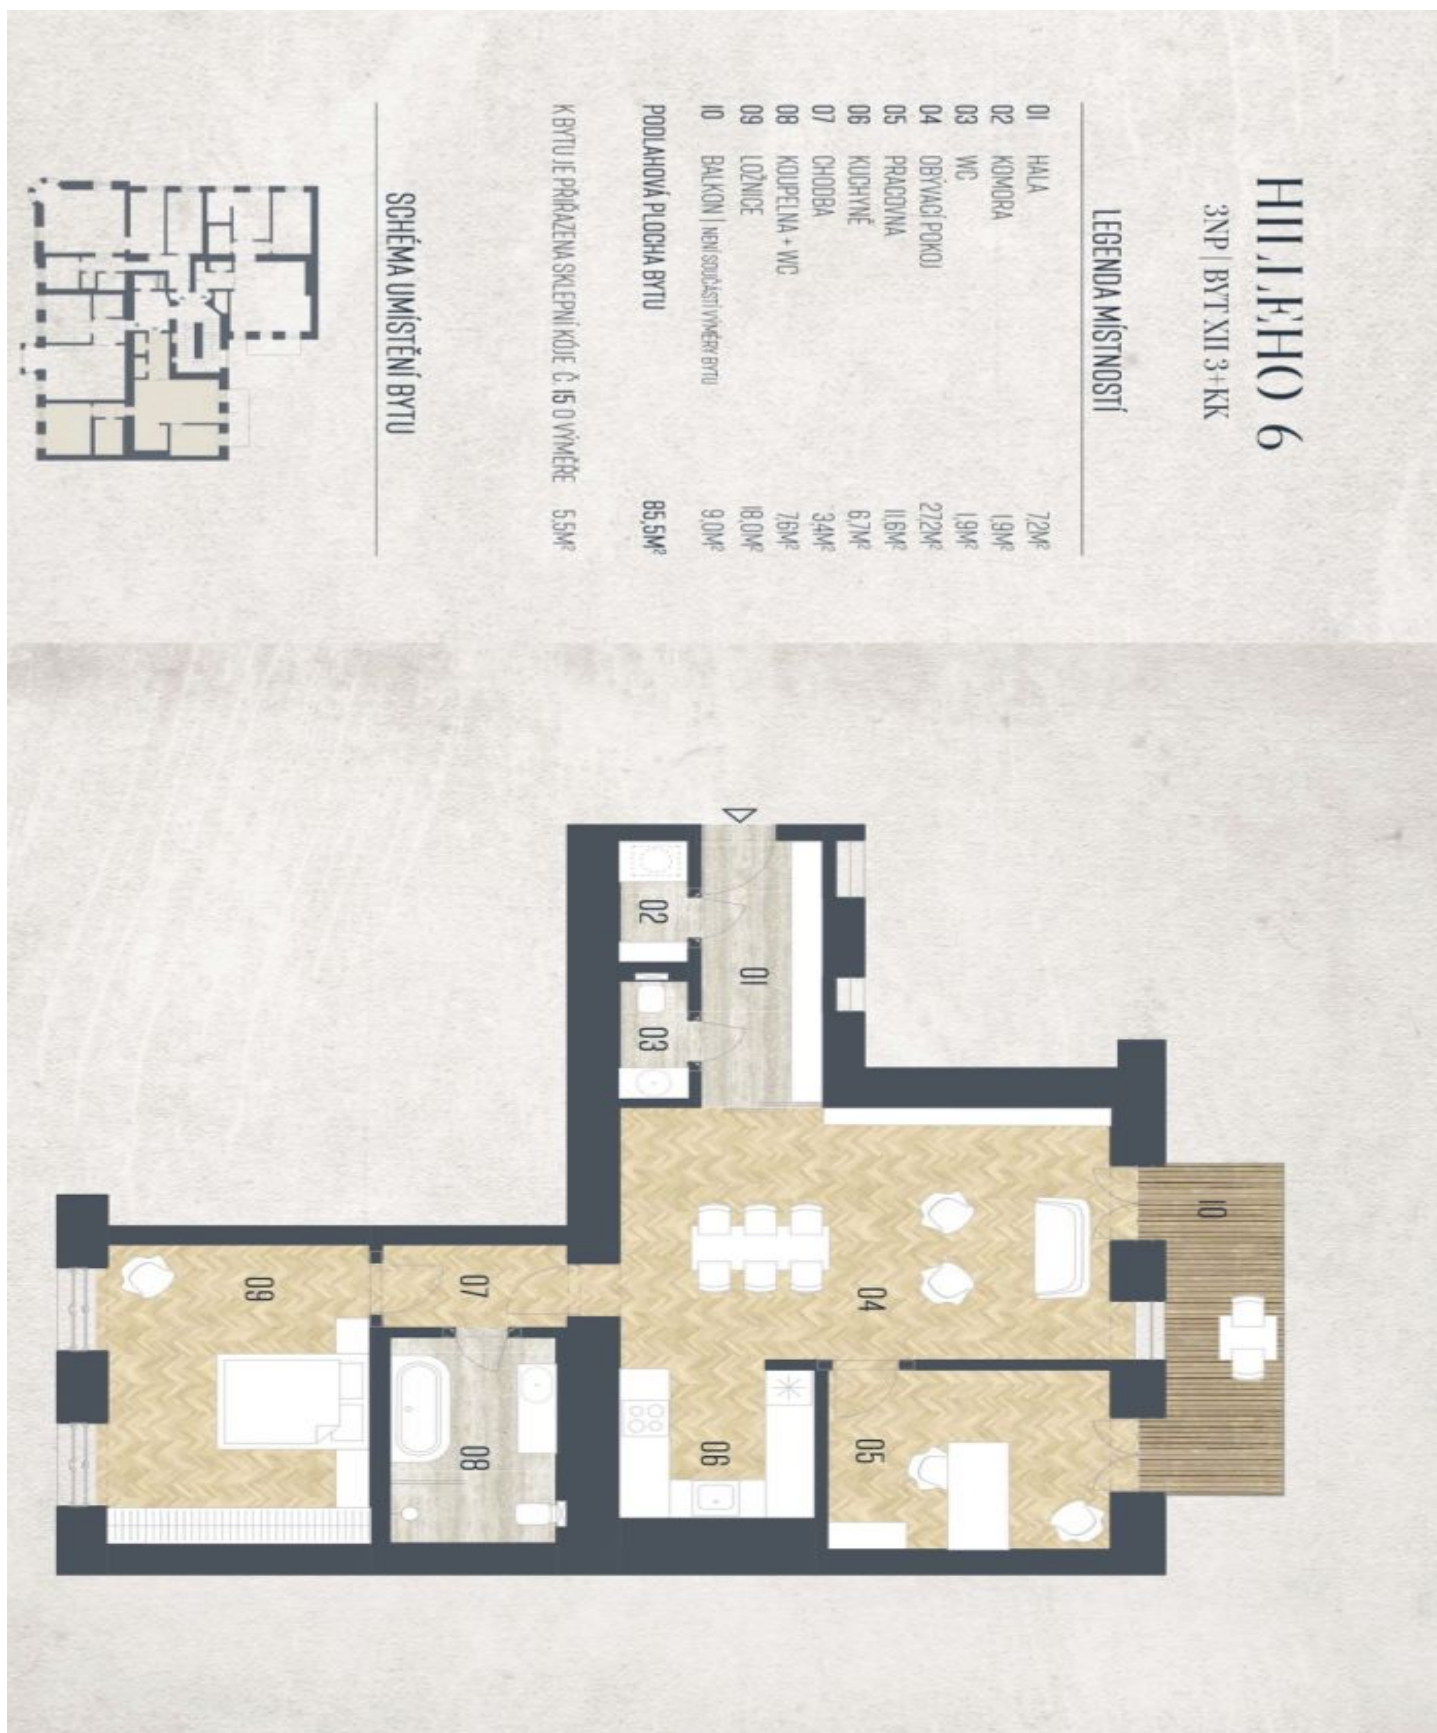 HILLEHO 6
3NP | BYT XII 3+KK
LEGENDA MÍSTNOSTÍ
01 HALA 7,2M²
02 KOMORA 1,9M²
03 WC 1,9M²
04 OBÝVACÍ POKOJ 27,2M²
05 PRACOVNA 11,6M²
06 KUCHYNĚ 6,7M²
07 CHODBA 3,4M²
08 KOUPELNA + WC 7,6M²
09 LOŽNICE 18,0M²
10 BALKON | NENÍ SOUČÁSTÍ VÝMĚRY BYTU 9,0M²
PODLAHOVÁ PLOCHA BYTU 85,5M²
K BYTU JE PŘIŘAZENA SKLEPNÍ KÓJE Č. 15 O VÝMĚŘE 5,5M²
SCHÉMA UMÍSTĚNÍ BYTU
10
04
05
01
06
02
03
07
08
09